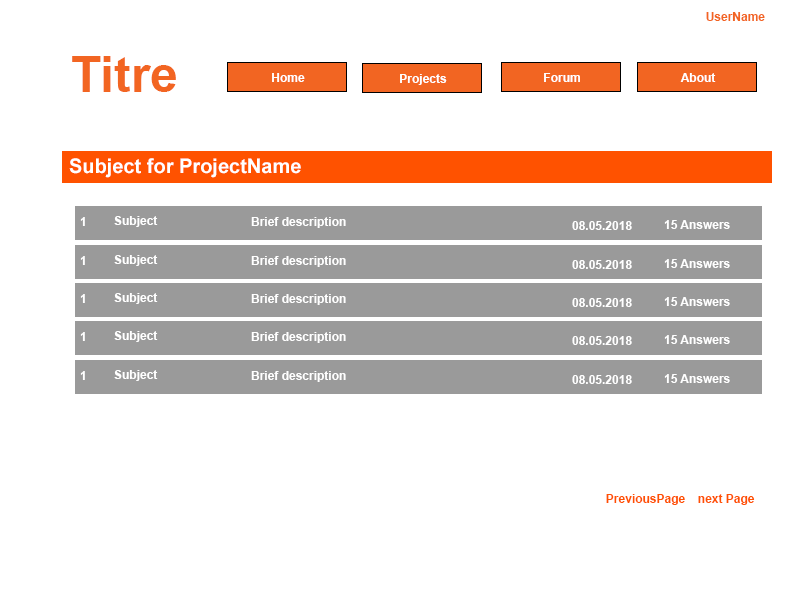 UserName
Titre
Home Projects Forum About
Subject for ProjectName
1 Subject Brief description 08.05.2018 15 Answers
1 Subject Brief description 08.05.2018 15 Answers
1 Subject Brief description 08.05.2018 15 Answers
1 Subject Brief description 08.05.2018 15 Answers
1 Subject Brief description 08.05.2018 15 Answers
PreviousPage next Page